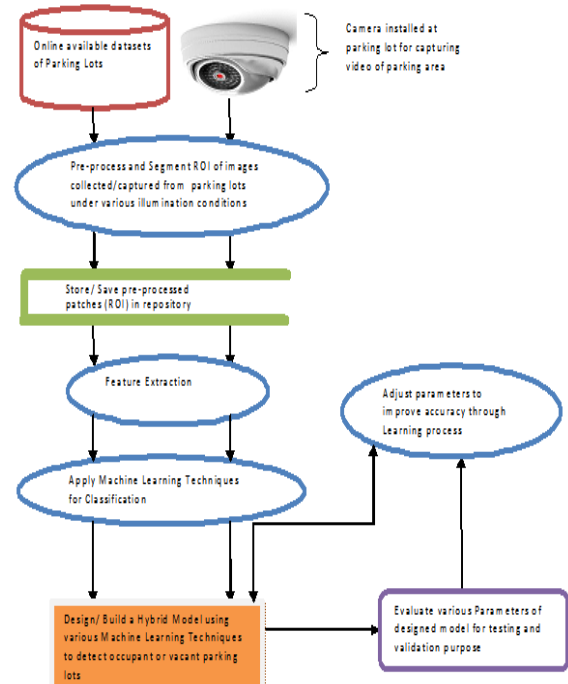 Online available datasets
of Parking Lots
Camera installed at
parking lot for capturing
video of parking area
Pre-process and Segment ROI of images
collected/captured from parking lots
under various illumination conditions
Store/ Save pre-processed
patches (ROI) in repository
Feature Extraction
Adjust parameters to
improve accuracy through
Learning process
Apply Machine Learning Techniques
for Classification
Design/ Build a Hybrid Model using
various Machine Learning Techniques
to detect occupant or vacant parking
lots
Evaluate various Parameters of
designed model for testing and
validation purpose